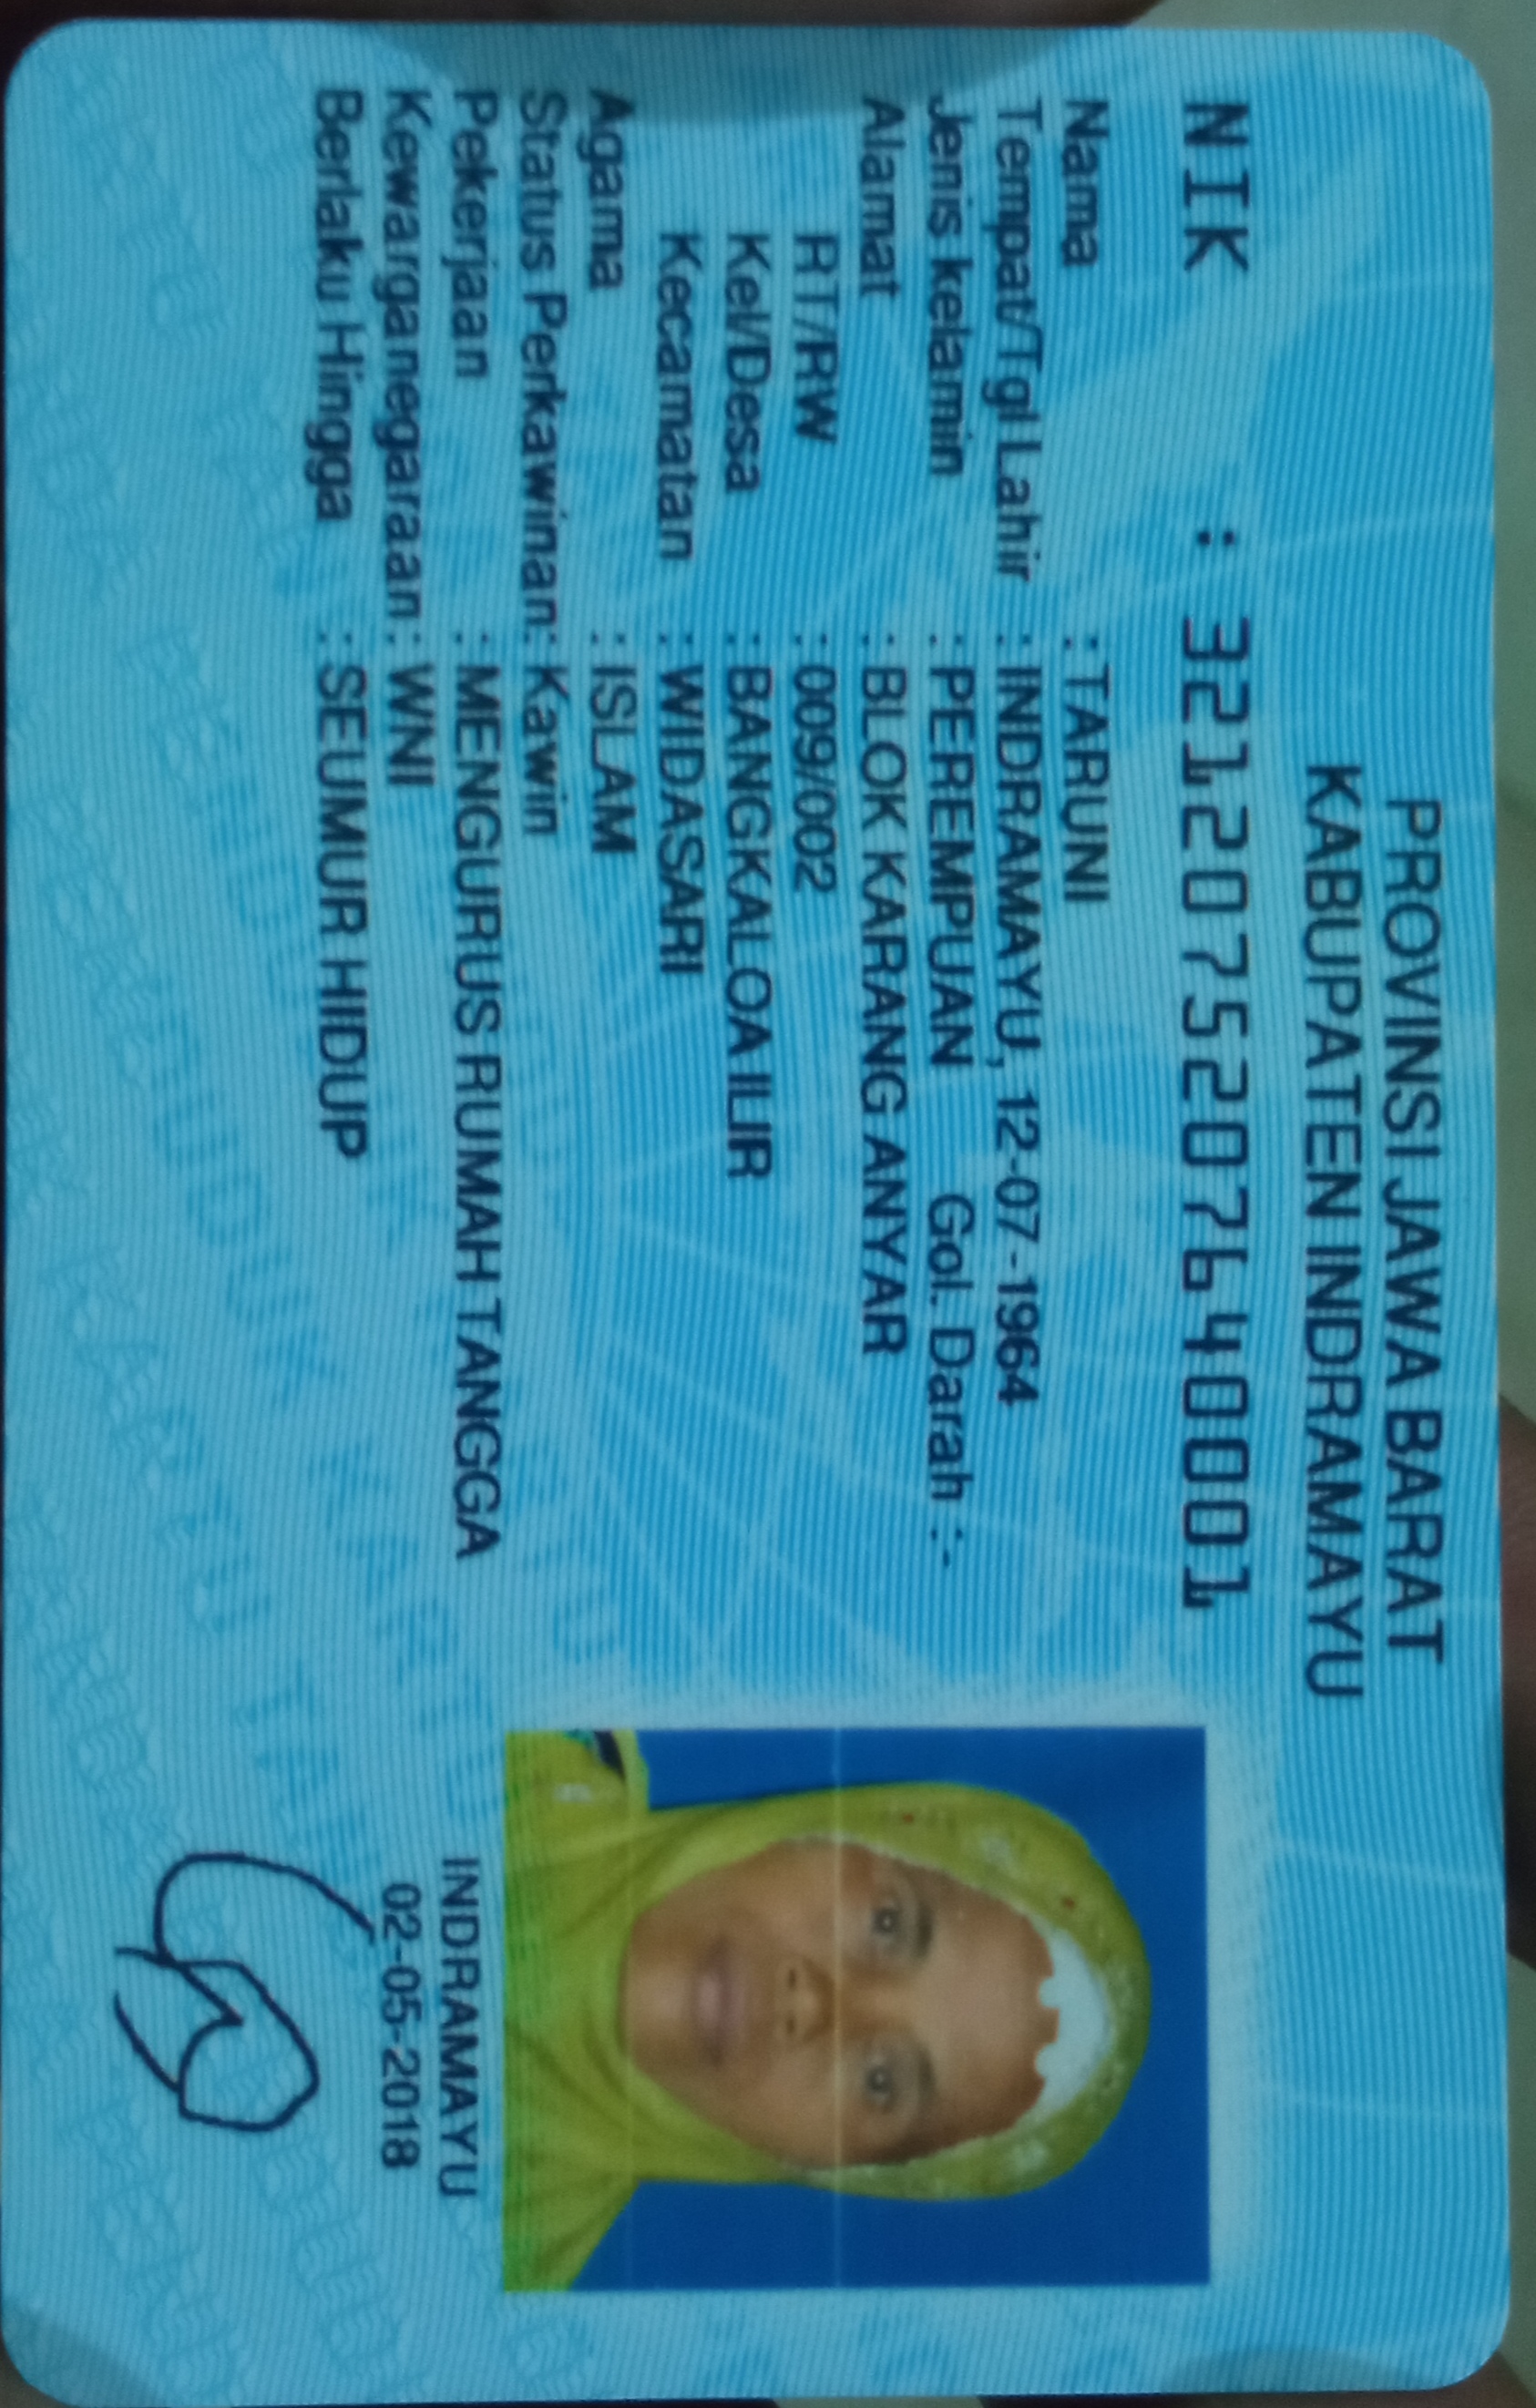 PROVINSI JAWA BARAT
KABUPATEN INDRAMAYU
NIK : 3212075207640001
Nama : TARUNI
Tempat/Tgl Lahir : INDRAMAYU, 12-07-1964
Jenis kelamin : PEREMPUAN Gol. Darah :-
Alamat : BLOK KARANG ANYAR
RT/RW : 009/002
Kel/Desa : BANGKALOA ILIR
Kecamatan : WIDASARI
Agama : ISLAM
Status Perkawinan: Kawin
Pekerjaan : MENGURUS RUMAH TANGGA
Kewarganegaraan: WNI
Berlaku Hingga : SEUMUR HIDUP
INDRAMAYU
02-05-2018